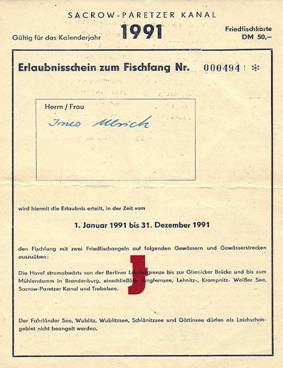 SACROW-PARETZER KANAL
Gültig für das Kalenderjahr 1991 Friedfischkarte
DM 50,–
Erlaubnisschein zum Fischfang Nr. 000494 *
Herrn / Frau
Ulrich
wird hiermit die Erlaubnis erteilt, in der Zeit vom
1. Januar 1991 bis 31. Dezember 1991
den Fischfang mit zwei Friedfischangeln auf folgenden Gewässern und Gewässerstrecken
auszuüben:
Die Havel stromabwärts von der Berliner Landesgrenze bis zur Glienicker Brücke und bis zum
Mühlendamm in Brandenburg, einschließlich Jungfernsee, Lehnitz-, Krampnitz- Weißer See,
Sacrow-Paretzer Kanal und Trebelsee.
J
Der Fahrländer See, Wublitz, Wublitzsee, Schlänitzsee und Göttinsee dürfen als Laichschon-
gebiet nicht beangelt werden.